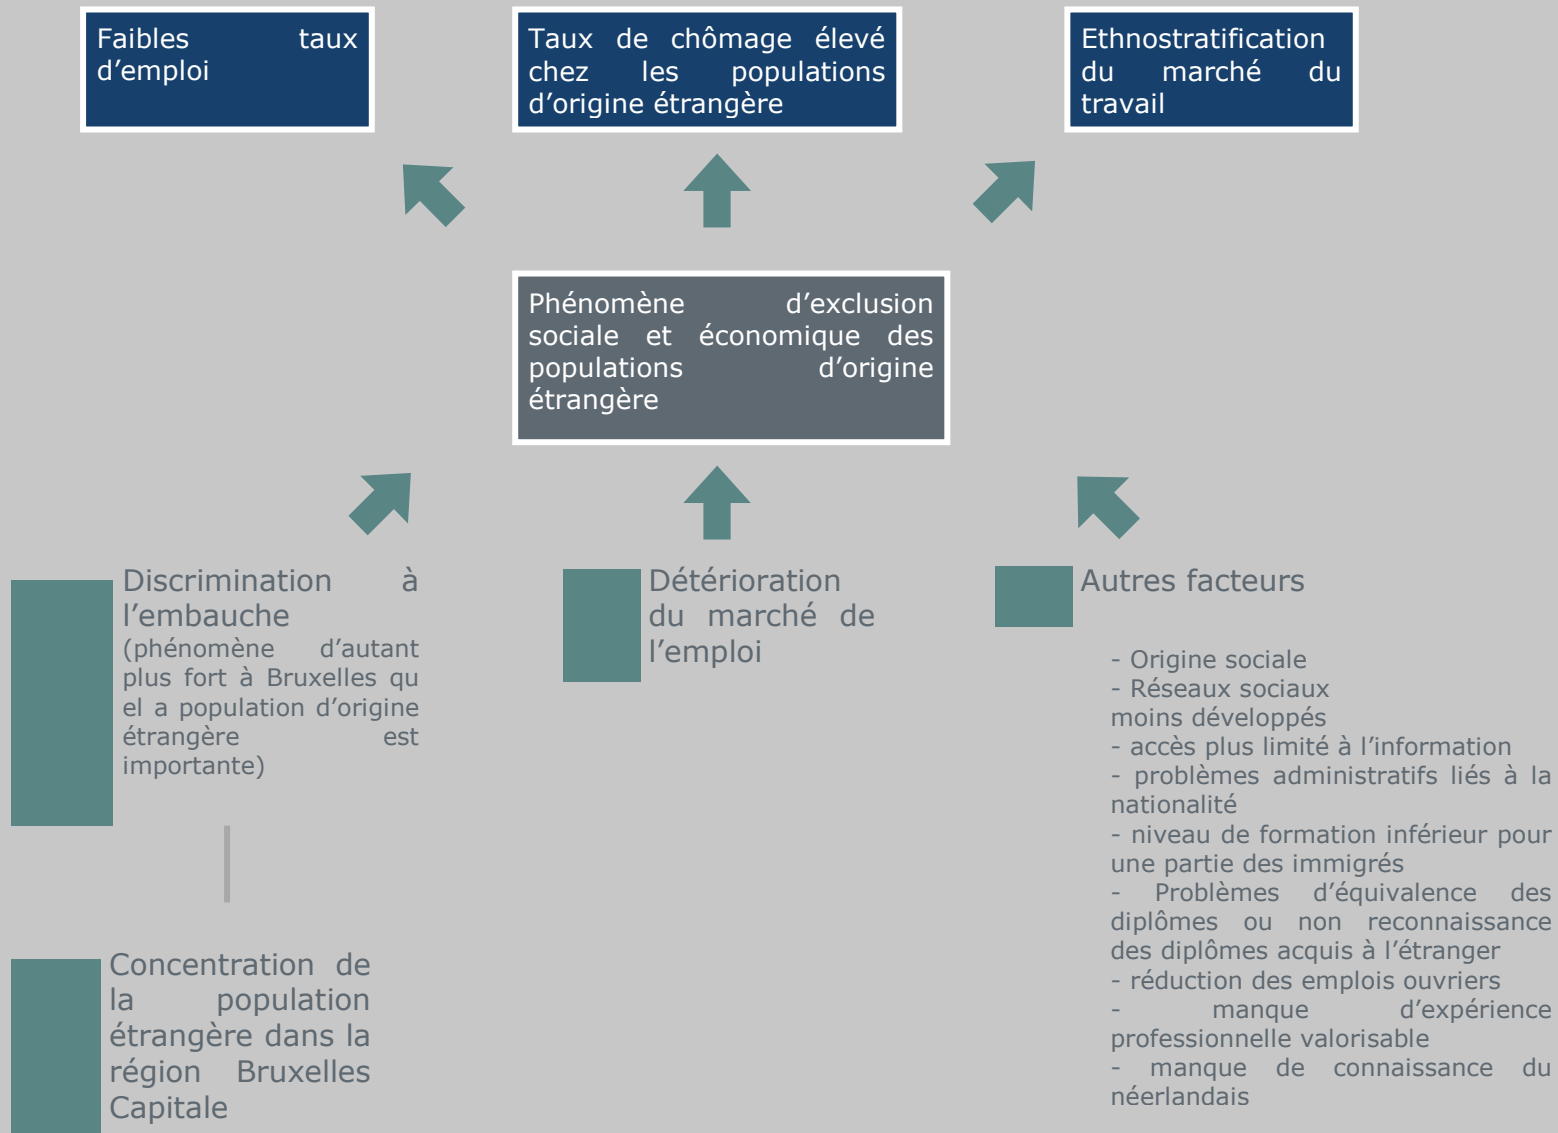 Faibles taux
d’emploi
Taux de chômage élevé
chez les populations
d’origine étrangère
Ethnostratification
du marché du
travail
Phénomène d’exclusion
sociale et économique des
populations d’origine
étrangère
Discrimination à
l’embauche
(phénomène d’autant
plus fort à Bruxelles qu
el a population d’origine
étrangère est
importante)
Détérioration
du marché de
l’emploi
Autres facteurs
- Origine sociale
- Réseaux sociaux
moins développés
- accès plus limité à l’information
- problèmes administratifs liés à la
nationalité
- niveau de formation inférieur pour
une partie des immigrés
- Problèmes d’équivalence des
diplômes ou non reconnaissance
des diplômes acquis à l’étranger
- réduction des emplois ouvriers
- manque d’expérience
professionnelle valorisable
- manque de connaissance du
néerlandais
Concentration de
la population
étrangère dans la
région Bruxelles
Capitale